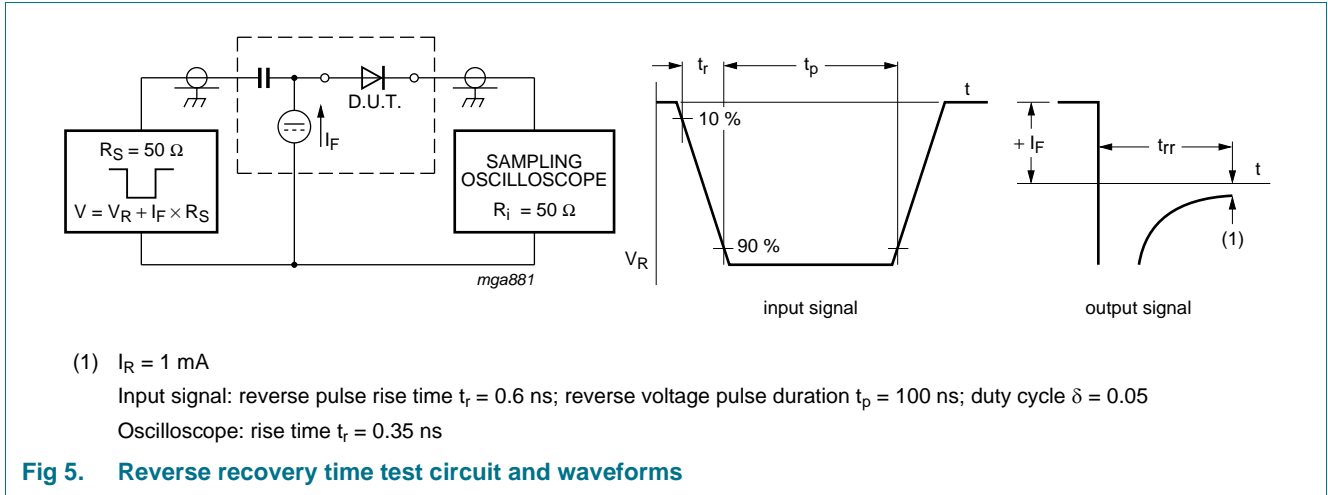 R_S = 50 Ω
V = V_R + I_F × R_S
D.U.T.
I_F
SAMPLING
OSCILLOSCOPE
R_i = 50 Ω
mga881
t_r
t_p
t
10 %
90 %
V_R
input signal
+ I_F
t_rr
t
(1)
output signal
(1) I_R = 1 mA
Input signal: reverse pulse rise time t_r = 0.6 ns; reverse voltage pulse duration t_p = 100 ns; duty cycle δ = 0.05
Oscilloscope: rise time t_r = 0.35 ns
Fig 5. Reverse recovery time test circuit and waveforms